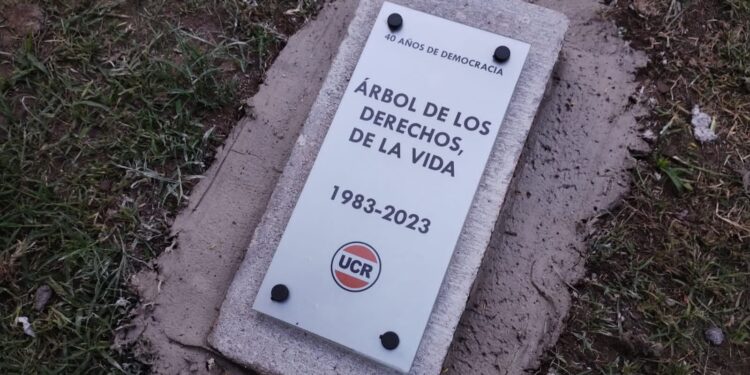 40 AÑOS DE DEMOCRACIA
ÁRBOL DE LOS
DERECHOS,
DE LA VIDA
1983-2023
UCR